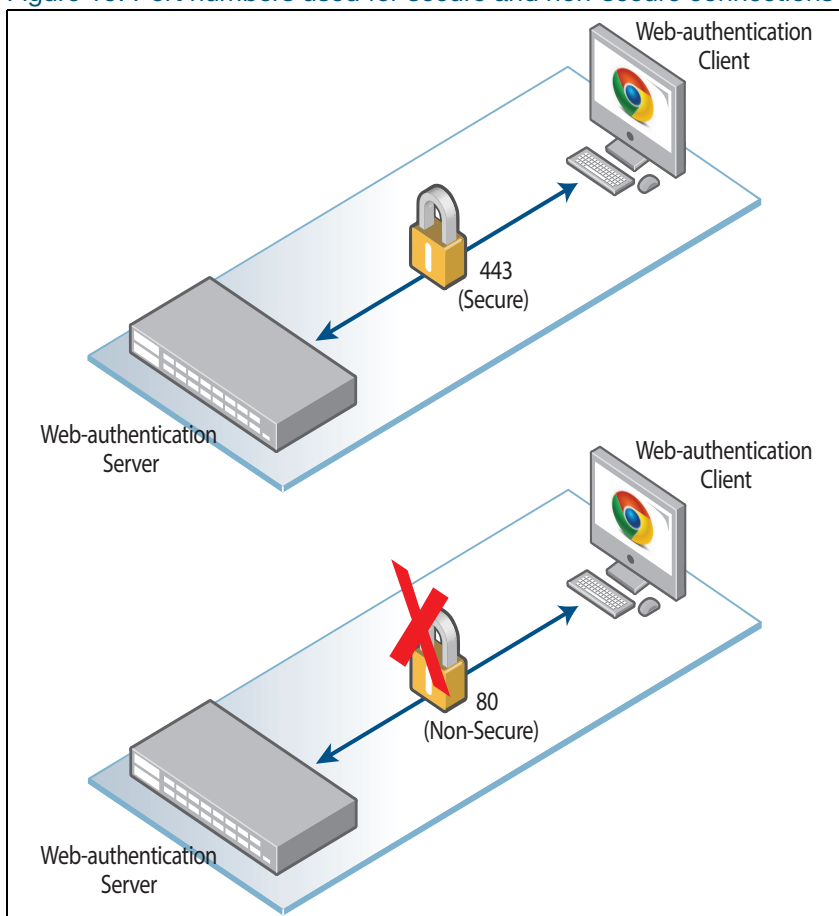 Web-authentication
Client
443
(Secure)
Web-authentication
Server
Web-authentication
Client
80
(Non-Secure)
Web-authentication
Server